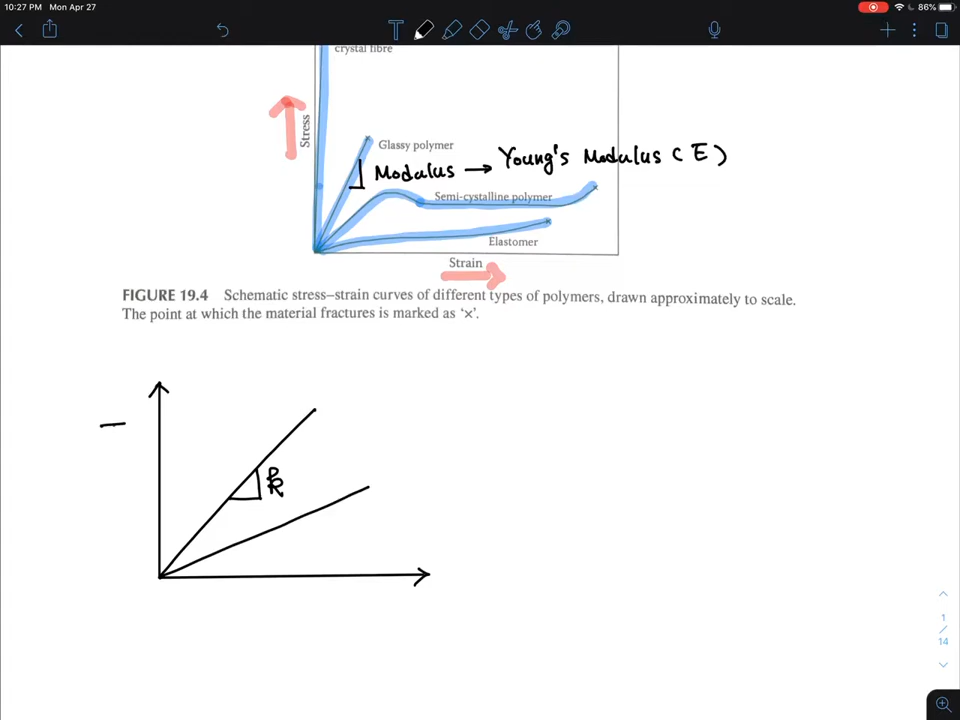 10:27 PM Mon Apr 27
86%
T
crystal fibre
Stress
Glassy polymer
Modulus → Young's Modulus (E)
Semi-cystalline polymer
Elastomer
Strain
FIGURE 19.4 Schematic stress–strain curves of different types of polymers, drawn approximately to scale.
The point at which the material fractures is marked as ‘×’.
k
1
/
14